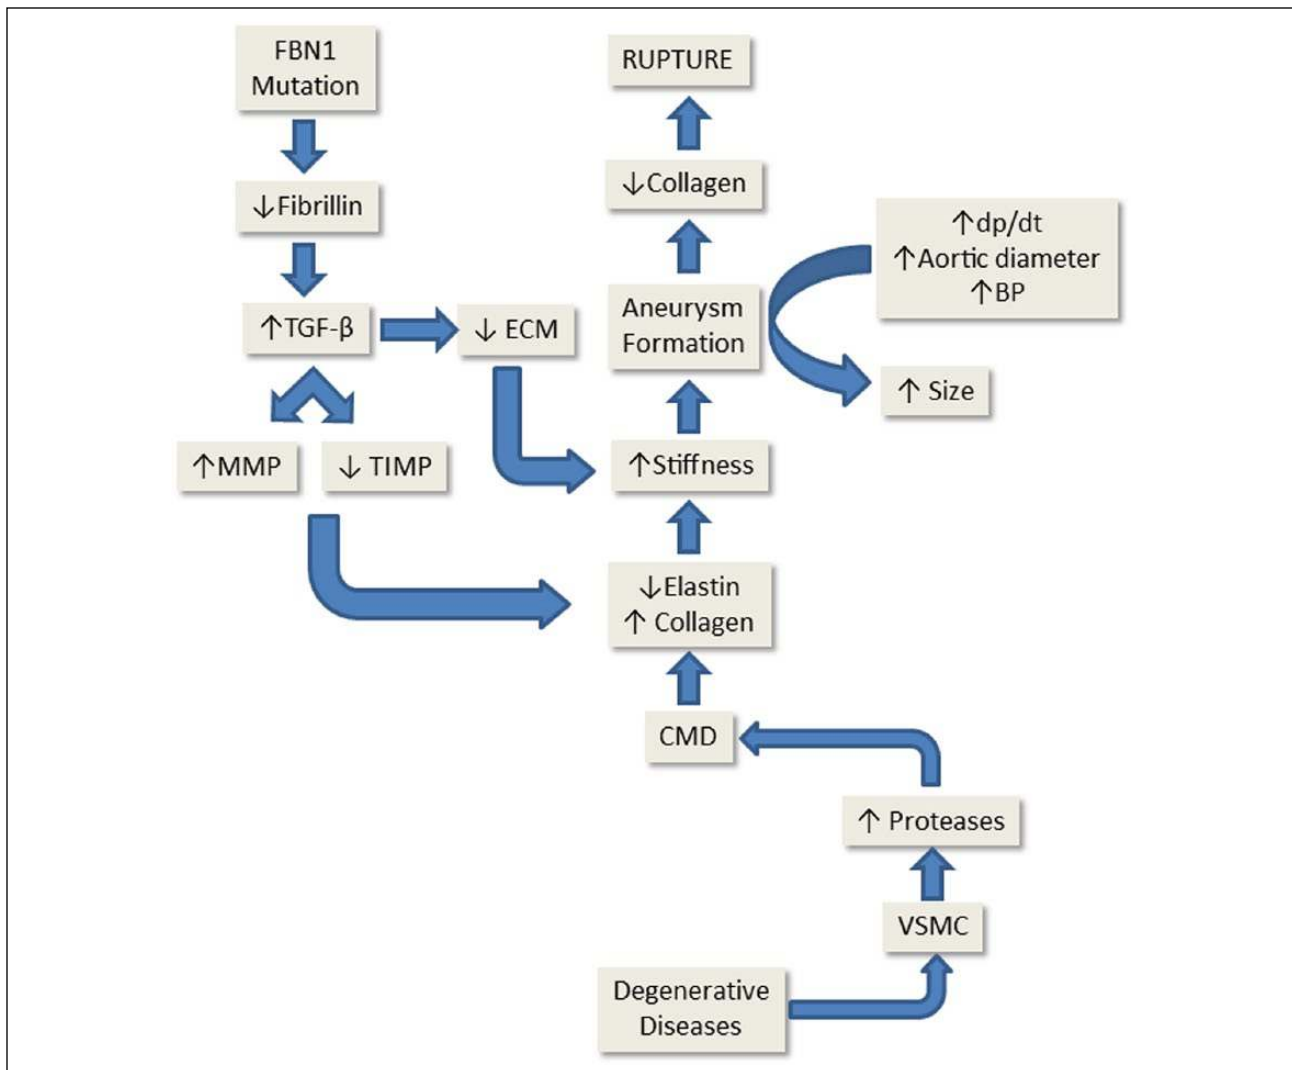 FBN1
Mutation
RUPTURE
↓Fibrillin
↓Collagen
↑dp/dt
↑Aortic diameter
↑BP
↑TGF-β
↓ ECM
Aneurysm
Formation
↑ Size
↑MMP
↓ TIMP
↑Stiffness
↓Elastin
↑ Collagen
CMD
↑ Proteases
VSMC
Degenerative
Diseases